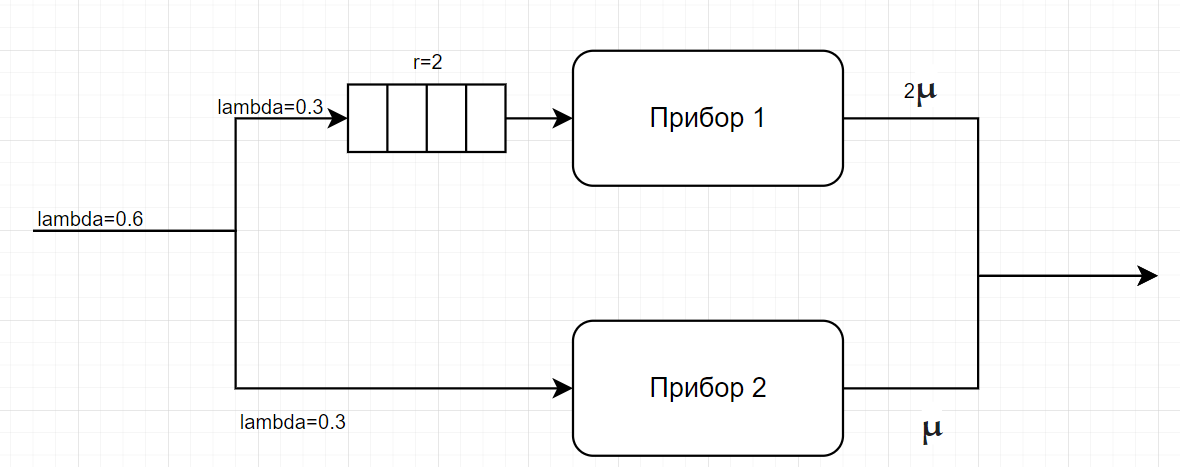 r=2
lambda=0.3
Прибор 1
2μ
lambda=0.6
Прибор 2
lambda=0.3
μ